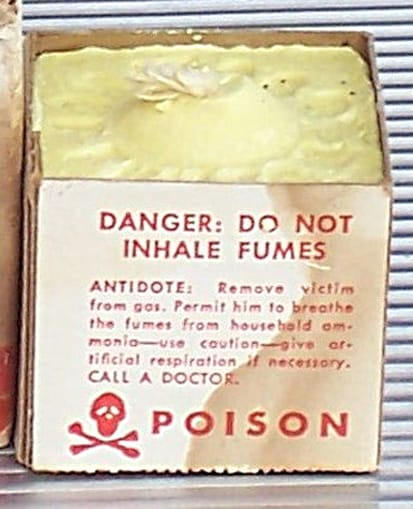 DANGER: DO NOT
INHALE FUMES
ANTIDOTE: Remove victim
from gas. Permit him to breathe
the fumes from household am-
monia—use caution—give ar-
tificial respiration if necessary.
CALL A DOCTOR.
POISON